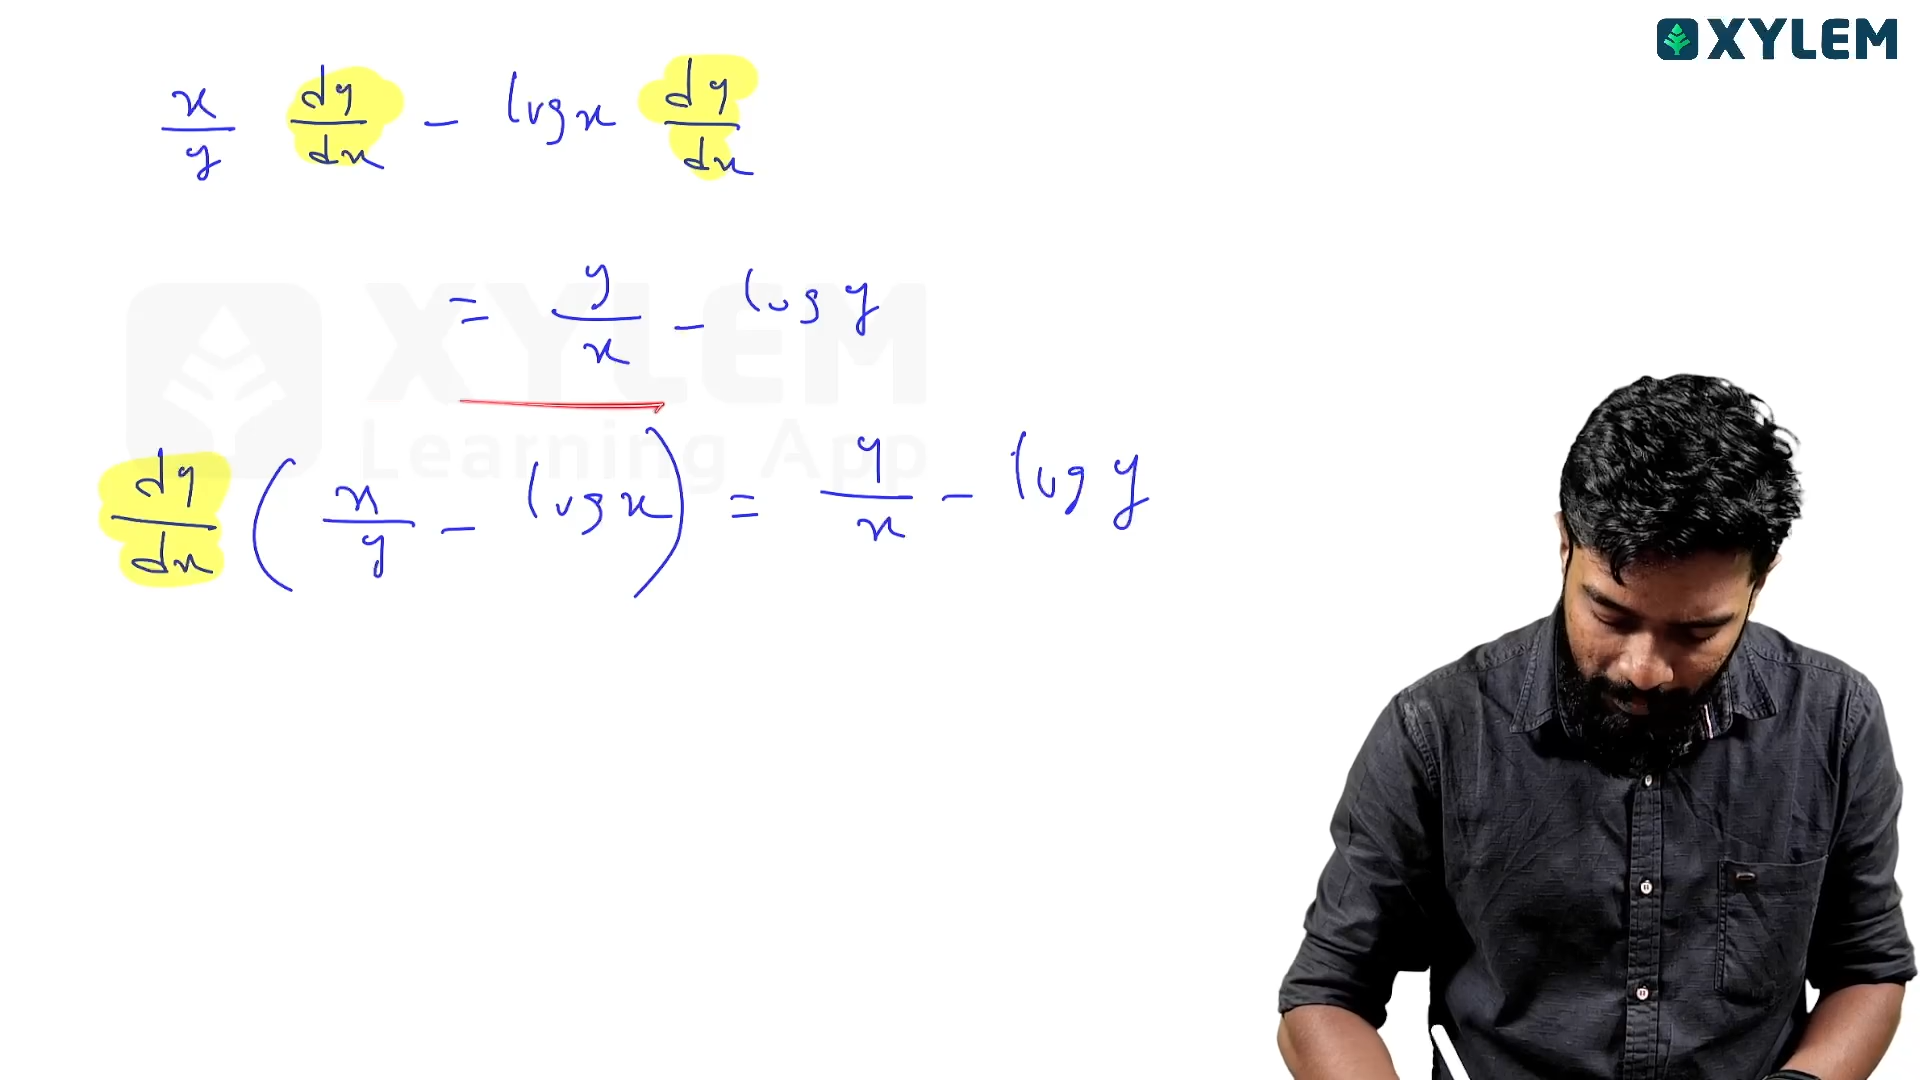 XYLEM
x/y dy/dx - log x dy/dx
= y/x - log y
XYLEM
Learning App
dy/dx ( x/y - log x ) = y/x - log y